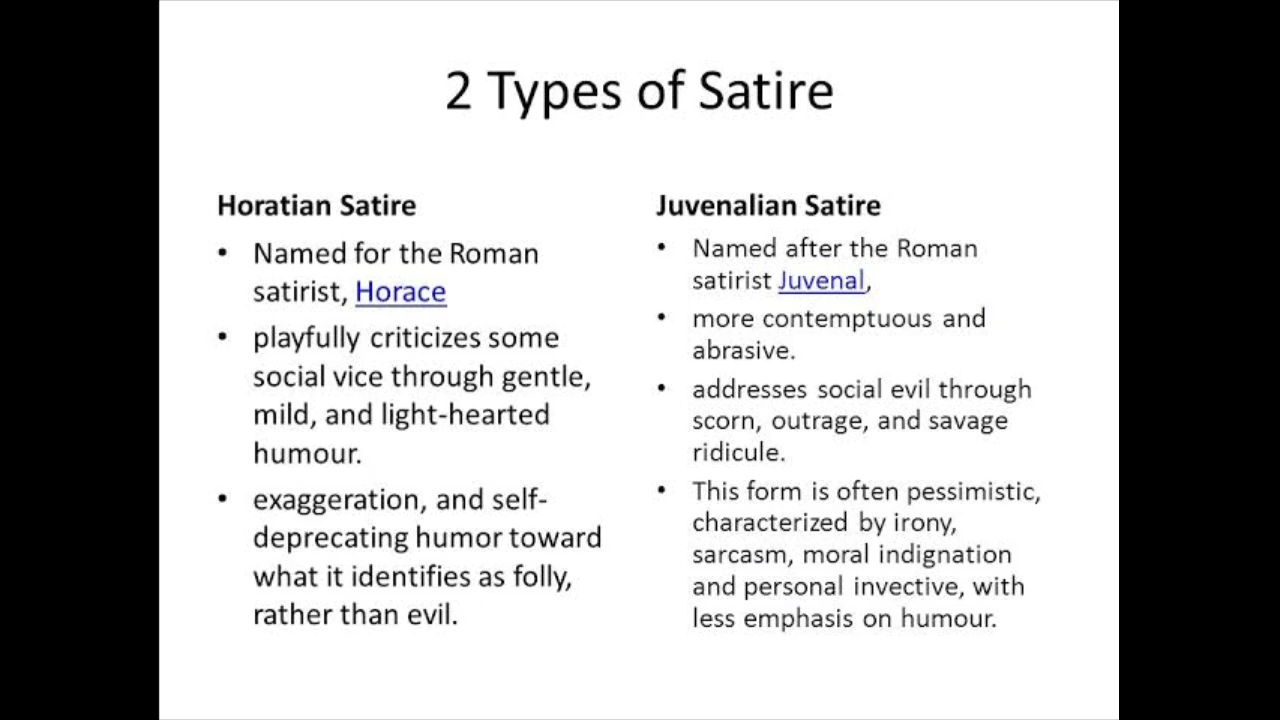 2 Types of Satire
Horatian Satire
• Named for the Roman
satirist, Horace
• playfully criticizes some
social vice through gentle,
mild, and light-hearted
humour.
• exaggeration, and self-
deprecating humor toward
what it identifies as folly,
rather than evil.
Juvenalian Satire
• Named after the Roman
satirist Juvenal,
• more contemptuous and
abrasive.
• addresses social evil through
scorn, outrage, and savage
ridicule.
• This form is often pessimistic,
characterized by irony,
sarcasm, moral indignation
and personal invective, with
less emphasis on humour.